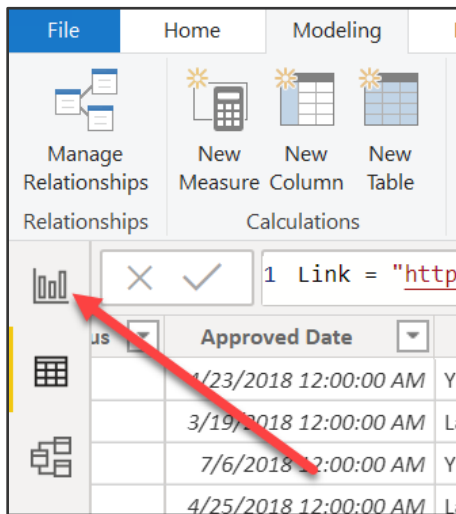 File Home Modeling
Manage Relationships
New Measure
New Column
New Table
Relationships Calculations
1 Link = "http
us Approved Date
4/23/2018 12:00:00 AM Y
3/19/2018 12:00:00 AM L
7/6/2018 12:00:00 AM Y
4/25/2018 12:00:00 AM L